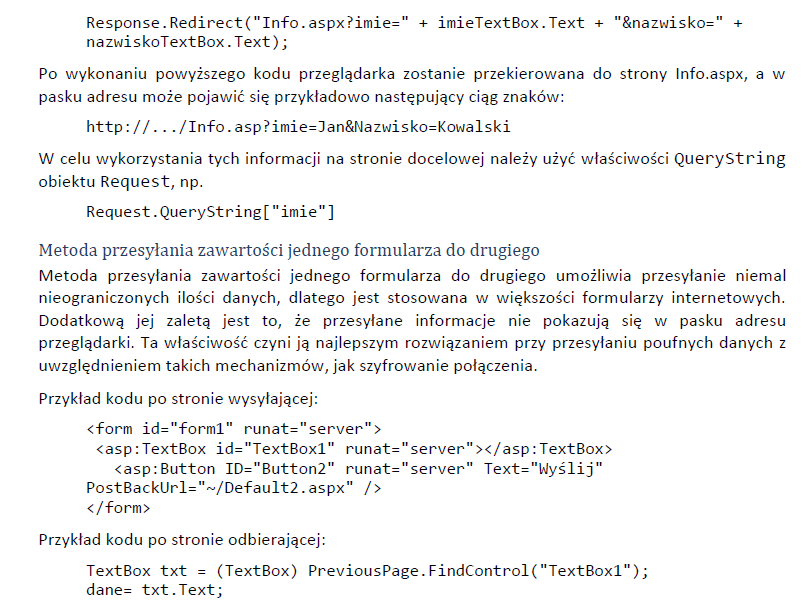 Response.Redirect("Info.aspx?imie=" + imieTextBox.Text + "&nazwisko=" +
nazwiskoTextBox.Text);
Po wykonaniu powyższego kodu przeglądarka zostanie przekierowana do strony Info.aspx, a w
pasku adresu może pojawić się przykładowo następujący ciąg znaków:
http://.../Info.asp?imie=Jan&Nazwisko=Kowalski
W celu wykorzystania tych informacji na stronie docelowej należy użyć właściwości QueryString
obiektu Request, np.
Request.QueryString["imie"]
Metoda przesyłania zawartości jednego formularza do drugiego
Metoda przesyłania zawartości jednego formularza do drugiego umożliwia przesyłanie niemal
nieograniczonych ilości danych, dlatego jest stosowana w większości formularzy internetowych.
Dodatkową jej zaletą jest to, że przesyłane informacje nie pokazują się w pasku adresu
przeglądarki. Ta właściwość czyni ją najlepszym rozwiązaniem przy przesyłaniu poufnych danych z
uwzględnieniem takich mechanizmów, jak szyfrowanie połączenia.
Przykład kodu po stronie wysyłającej:
<form id="form1" runat="server">
<asp:TextBox id="TextBox1" runat="server"></asp:TextBox>
<asp:Button ID="Button2" runat="server" Text="Wyślij"
PostBackUrl="~/Default2.aspx" />
</form>
Przykład kodu po stronie odbierającej:
TextBox txt = (TextBox) PreviousPage.FindControl("TextBox1");
dane= txt.Text;